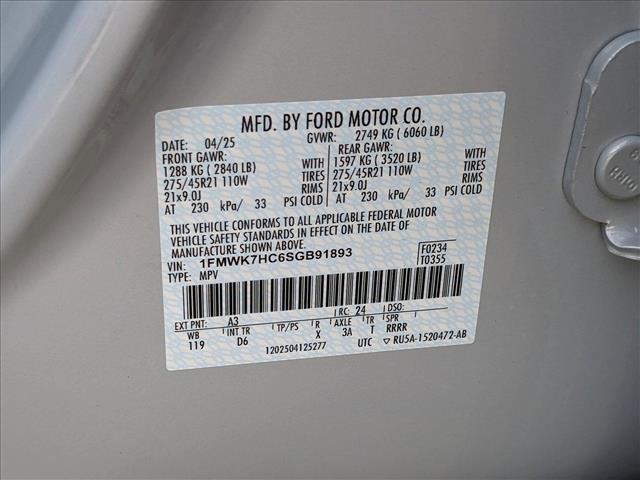 MFD. BY FORD MOTOR CO.
DATE: 04/25 GVWR: 2749 KG ( 6060 LB)
FRONT GAWR: REAR GAWR:
1288 KG ( 2840 LB) WITH 1597 KG ( 3520 LB) WITH
275/45R21 110W TIRES 275/45R21 110W TIRES
21x9.0J RIMS 21x9.0J RIMS
AT 230 kPa/ 33 PSI COLD AT 230 kPa/ 33 PSI COLD
THIS VEHICLE CONFORMS TO ALL APPLICABLE FEDERAL MOTOR
VEHICLE SAFETY STANDARDS IN EFFECT ON THE DATE OF
MANUFACTURE SHOWN ABOVE.
VIN: 1FMWK7HC6SGB91893 F0234
TYPE: MPV T0355
EXT PNT: A3 RC: 24 DSO:
WB INT TR TP/PS R AXLE TR SPR
119 D6 X 3A T RRRR
1202504125277 UTC ▽ RU5A-1520472-AB